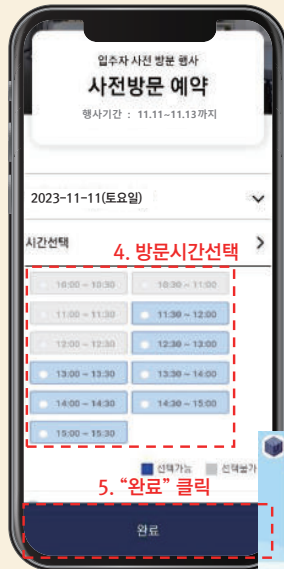 입주자 사전 방문 행사
사전방문 예약
행사기간 : 11.11~11.13까지
2023-11-11(토요일)
시간선택
4. 방문시간선택
10:00 ~ 10:30
10:30 ~ 11:00
11:00 ~ 11:30
11:30 ~ 12:00
12:00 ~ 12:30
12:30 ~ 13:00
13:00 ~ 13:30
13:30 ~ 14:00
14:00 ~ 14:30
14:30 ~ 15:00
15:00 ~ 15:30
선택가능 선택불가
5. “완료” 클릭
완료